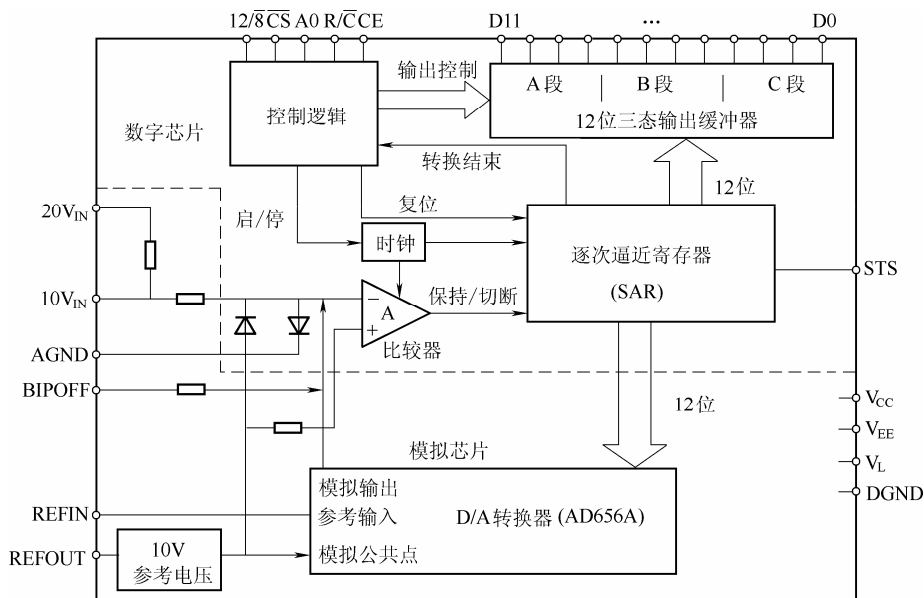 12/8̅ C̅S̅ A0 R/C̅ CE
D11 … D0
输出控制
A段 B段 C段
12位三态输出缓冲器
控制逻辑
数字芯片
转换结束
12位
20V_IN
启/停
复位
时钟
逐次逼近寄存器
(SAR)
STS
10V_IN
− A +
保持/切断
比较器
AGND
BIPOFF
12位
V_CC
V_EE
V_L
DGND
模拟芯片
模拟输出
REFIN
参考输入
D/A转换器(AD656A)
REFOUT
10V
参考电压
模拟公共点